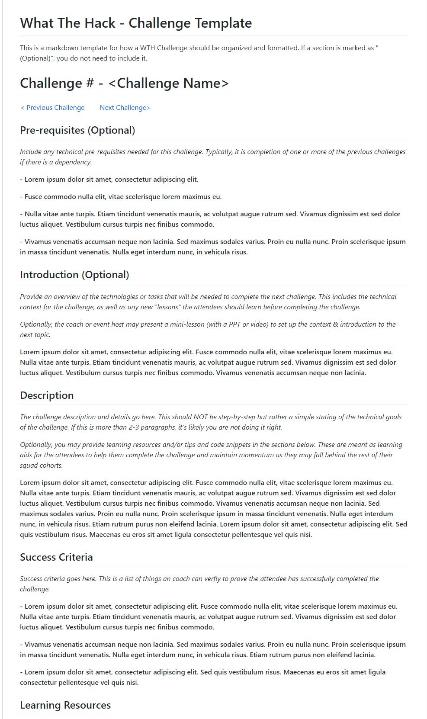 What The Hack - Challenge Template
This is a markdown template for how a WTH Challenge should be organized and formatted. If a section is marked as "
(Optional)", you do not need to include it.
Challenge # - <Challenge Name>
< Previous Challenge Next Challenge>
Pre-requisites (Optional)
Include any technical pre-requisites needed for this challenge. Typically, it is completion of one or more of the previous challenges
if there is a dependency.
- Lorem ipsum dolor sit amet, consectetur adipiscing elit.
- Fusce commodo nulla elit, vitae scelerisque lorem maximus eu.
- Nulla vitae ante turpis. Etiam tincidunt venenatis mauris, ac volutpat augue rutrum sed. Vivamus dignissim est sed dolor
luctus aliquet. Vestibulum cursus turpis nec finibus commodo.
- Vivamus venenatis accumsan neque non lacinia. Sed maximus sodales varius. Proin eu nulla nunc. Proin scelerisque ipsum
in massa tincidunt venenatis. Nulla eget interdum nunc, in vehicula risus.
Introduction (Optional)
Provide an overview of the technologies or tasks that will be needed to complete the next challenge. This includes the technical
context for the challenge, as well as any new "lessons" the attendees should learn before completing the challenge.
Optionally, the coach or event host may present a mini-lesson (with a PPT or video) to set up the context & introduction to the
next topic.
Lorem ipsum dolor sit amet, consectetur adipiscing elit. Fusce commodo nulla elit, vitae scelerisque lorem maximus eu.
Nulla vitae ante turpis. Etiam tincidunt venenatis mauris, ac volutpat augue rutrum sed. Vivamus dignissim est sed dolor
luctus aliquet. Vestibulum cursus turpis nec finibus commodo. Vivamus venenatis accumsan neque non lacinia.
Description
The challenge description and details go here. This should NOT be step-by-step but rather a simple stating of the technical goals
of the challenge. If this is more than 2-3 paragraphs, it's likely you are not doing it right.
Optionally, you may provide learning resources and/or tips and code snippets in the sections below. These are meant as learning
aids for the attendees to help them complete the challenge and maintain momentum as they may fall behind the rest of their
squad cohorts.
Lorem ipsum dolor sit amet, consectetur adipiscing elit. Fusce commodo nulla elit, vitae scelerisque lorem maximus eu.
Nulla vitae ante turpis. Etiam tincidunt venenatis mauris, ac volutpat augue rutrum sed. Vivamus dignissim est sed dolor
luctus aliquet. Vestibulum cursus turpis nec finibus commodo. Vivamus venenatis accumsan neque non lacinia. Sed
maximus sodales varius. Proin eu nulla nunc. Proin scelerisque ipsum in massa tincidunt venenatis. Nulla eget interdum
nunc, in vehicula risus. Etiam rutrum purus non eleifend lacinia. Lorem ipsum dolor sit amet, consectetur adipiscing elit. Sed
quis vestibulum risus. Maecenas eu eros sit amet ligula consectetur pellentesque vel quis nisi.
Success Criteria
Success criteria goes here. This is a list of things an coach can verfiy to prove the attendee has successfully completed the
challenge.
- Lorem ipsum dolor sit amet, consectetur adipiscing elit. Fusce commodo nulla elit, vitae scelerisque lorem maximus eu.
Nulla vitae ante turpis. Etiam tincidunt venenatis mauris, ac volutpat augue rutrum sed. Vivamus dignissim est sed dolor
luctus aliquet. Vestibulum cursus turpis nec finibus commodo.
- Vivamus venenatis accumsan neque non lacinia. Sed maximus sodales varius. Proin eu nulla nunc. Proin scelerisque ipsum
in massa tincidunt venenatis. Nulla eget interdum nunc, in vehicula risus. Etiam rutrum purus non eleifend lacinia.
- Lorem ipsum dolor sit amet, consectetur adipiscing elit. Sed quis vestibulum risus. Maecenas eu eros sit amet ligula
consectetur pellentesque vel quis nisi.
Learning Resources